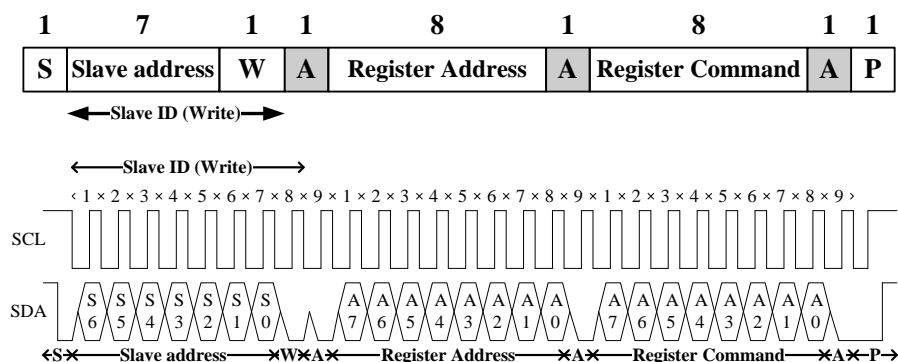 1 7 1 1 8 1 8 1 1
S Slave address W A Register Address A Register Command A P
Slave ID (Write)
Slave ID (Write)
‹ 1 × 2 × 3 × 4 × 5 × 6 × 7 × 8 × 9 × 1 × 2 × 3 × 4 × 5 × 6 × 7 × 8 × 9 × 1 × 2 × 3 × 4 × 5 × 6 × 7 × 8 × 9 ›
SCL
SDA S6 S5 S4 S3 S2 S1 S0 A7 A6 A5 A4 A3 A2 A1 A0 A7 A6 A5 A4 A3 A2 A1 A0
S Slave address W A Register Address A Register Command A P